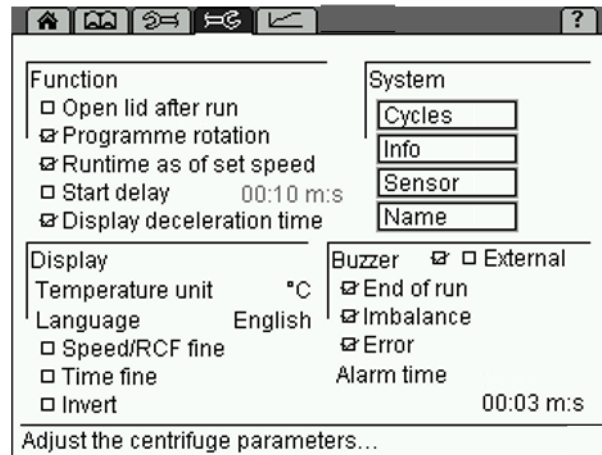 ?
Function
Open lid after run
Programme rotation
Runtime as of set speed
Start delay 00:10 m:s
Display deceleration time
System
Cycles
Info
Sensor
Name
Display
Temperature unit °C
Language English
Speed/RCF fine
Time fine
Invert
Buzzer External
End of run
Imbalance
Error
Alarm time
00:03 m:s
Adjust the centrifuge parameters...